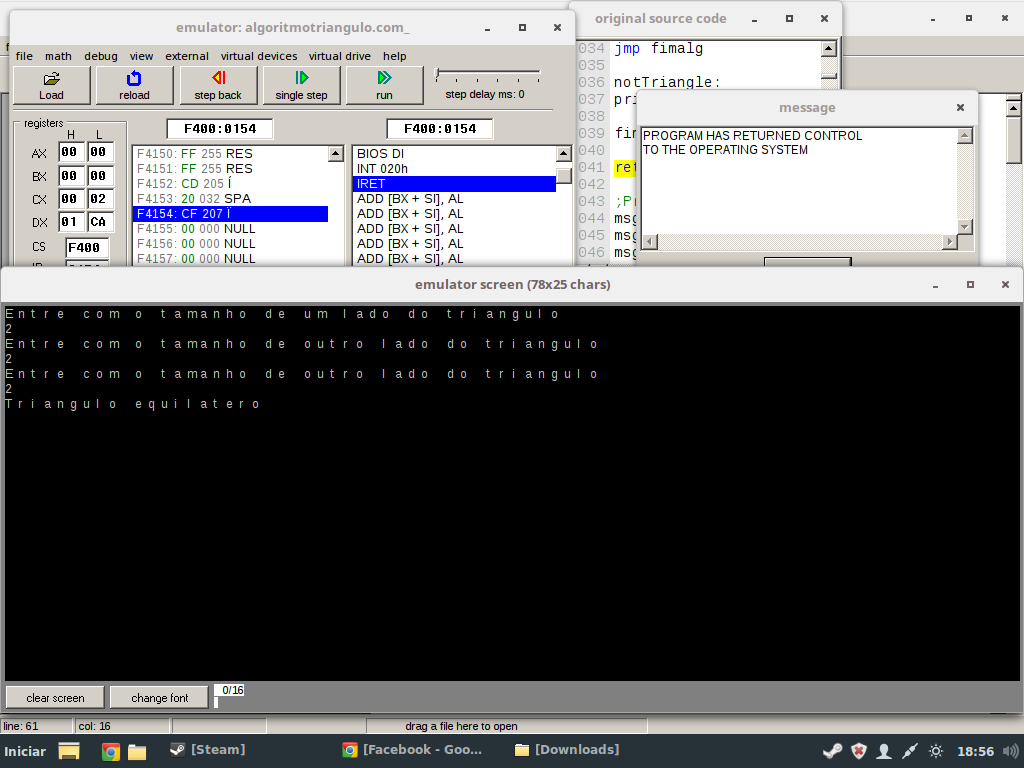 emulator: algoritmotriangulo.com_
original source code
file math debug view external virtual devices virtual drive help
Load reload step back single step run
step delay ms: 0
registers
H L
F400:0154 F400:0154
AX 00 00
BX 00 00
CX 00 02
DX 01 CA
CS F400
F4150: FF 255 RES
F4151: FF 255 RES
F4152: CD 205 Í
F4153: 20 032 SPA
F4154: CF 207 Ï
F4155: 00 000 NULL
F4156: 00 000 NULL
F4157: 00 000 NULL
BIOS DI
INT 020h
IRET
ADD [BX + SI], AL
ADD [BX + SI], AL
ADD [BX + SI], AL
ADD [BX + SI], AL
ADD [BX + SI], AL
034 jmp fimalg
035
036 notTriangle:
037
038
039
040
041
042
043
044 msg
045 msg
046 msg
message
PROGRAM HAS RETURNED CONTROL
TO THE OPERATING SYSTEM
emulator screen (78x25 chars)
Entre com o tamanho de um lado do triangulo
2
Entre com o tamanho de outro lado do triangulo
2
Entre com o tamanho de outro lado do triangulo
2
Triangulo equilatero
clear screen change font 0/16
line: 61 col: 16 drag a file here to open
Iniciar [Steam] [Facebook - Goo... [Downloads] 18:56